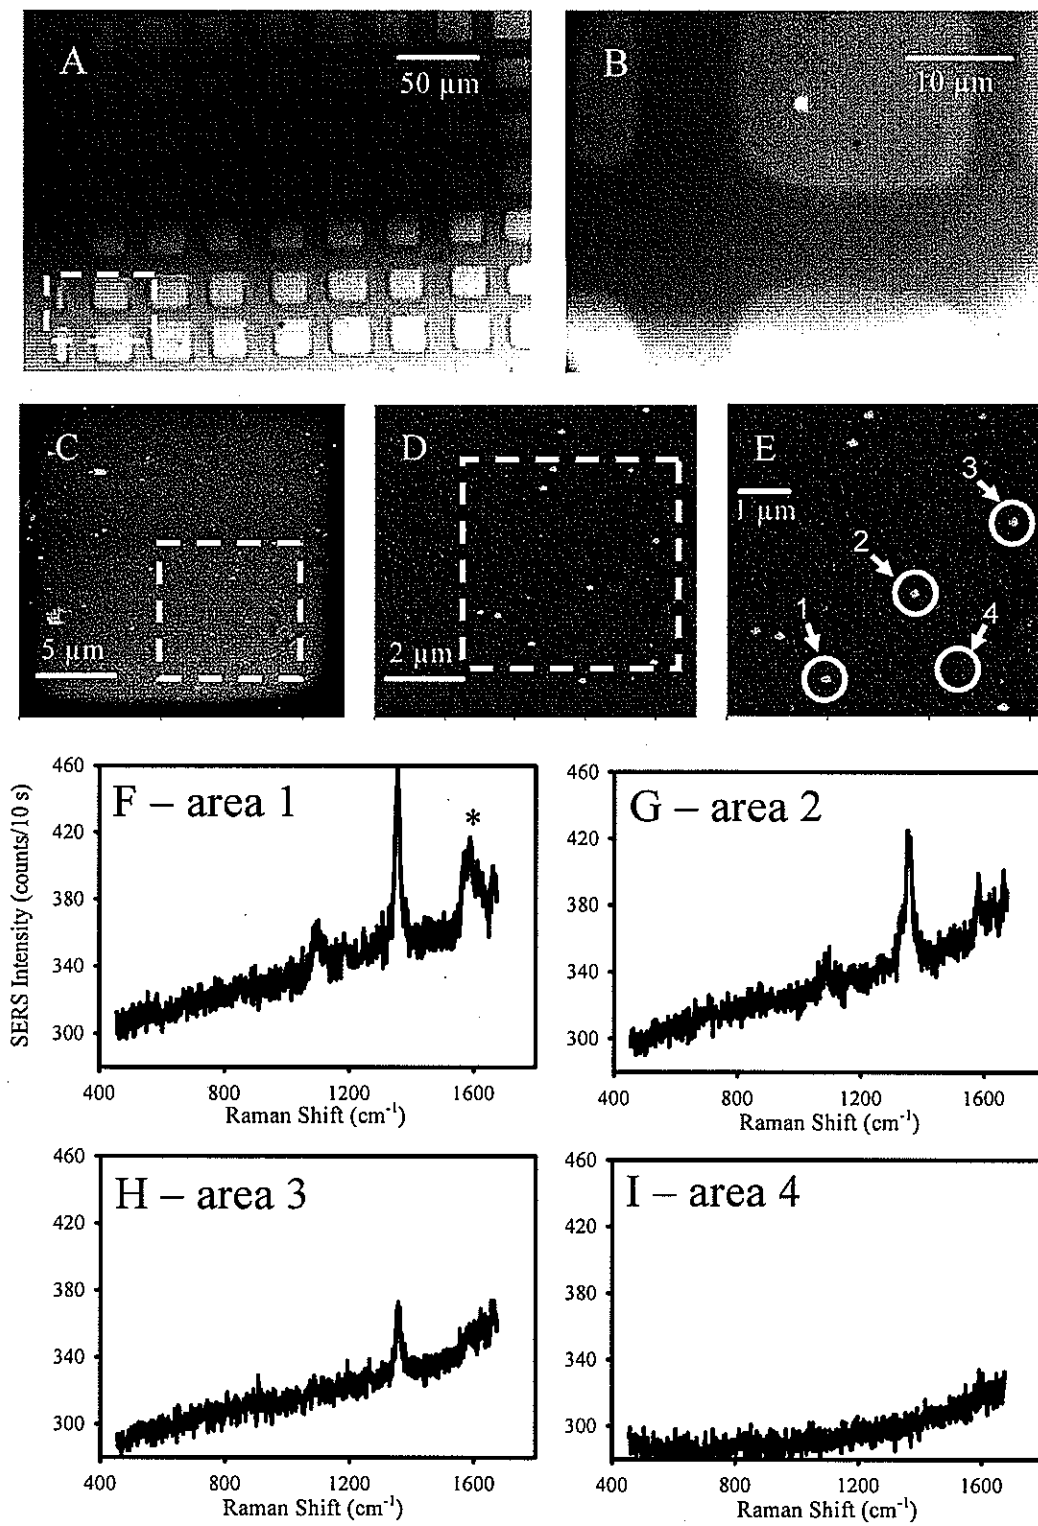 A
50 µm
B
10 µm
C
5 µm
D
2 µm
E
1 µm
3
2
1
4
F – area 1
*
SERS Intensity (counts/10 s)
460
420
380
340
300
400
800
1200
1600
Raman Shift (cm-1)
G – area 2
460
420
380
340
300
400
800
1200
1600
Raman Shift (cm-1)
H – area 3
460
420
380
340
300
400
800
1200
1600
Raman Shift (cm-1)
I – area 4
460
420
380
340
300
400
800
1200
1600
Raman Shift (cm-1)